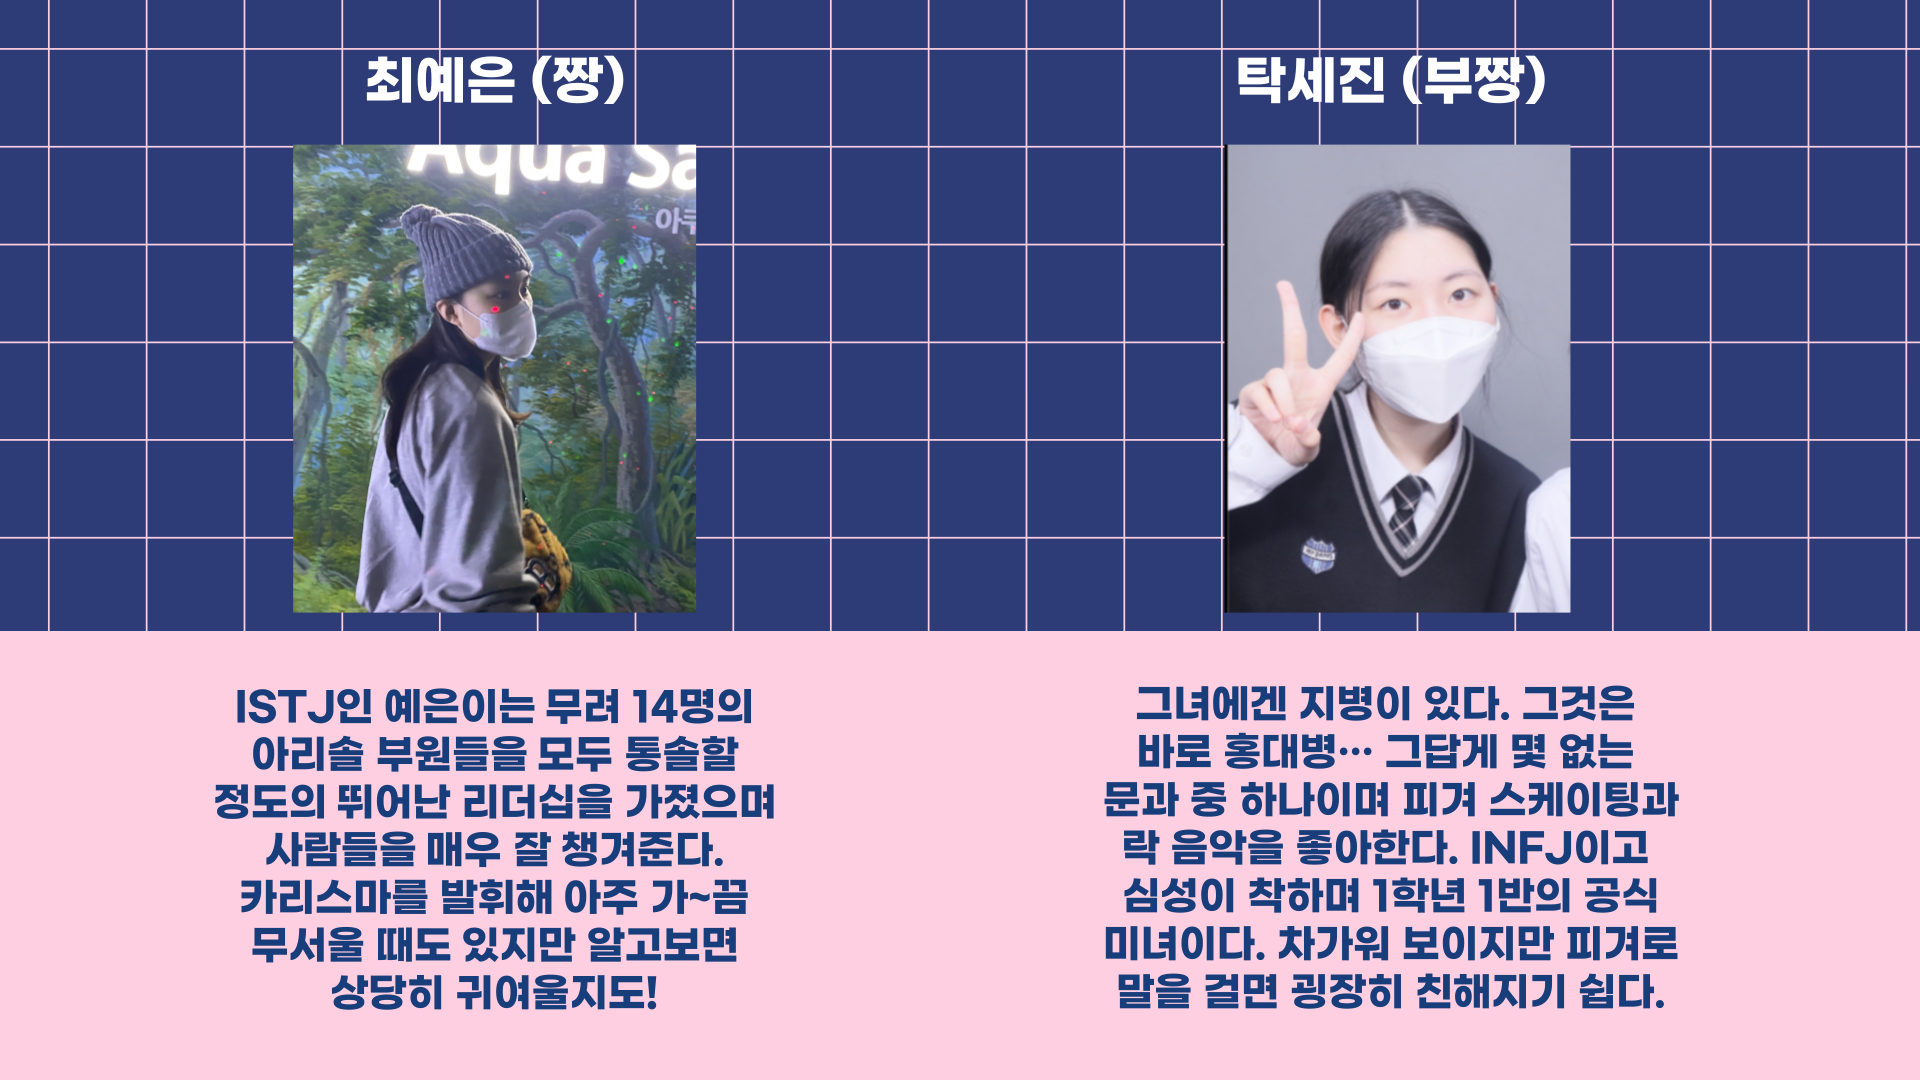 최예은 (짱)
Aqua Sa
아쿠
ISTJ인 예은이는 무려 14명의
아리솔 부원들을 모두 통솔할
정도의 뛰어난 리더십을 가졌으며
사람들을 매우 잘 챙겨준다.
카리스마를 발휘해 아주 가~끔
무서울 때도 있지만 알고보면
상당히 귀여울지도!
탁세진 (부짱)
그녀에겐 지병이 있다. 그것은
바로 홍대병… 그답게 몇 없는
문과 중 하나이며 피겨 스케이팅과
락 음악을 좋아한다. INFJ이고
심성이 착하며 1학년 1반의 공식
미녀이다. 차가워 보이지만 피겨로
말을 걸면 굉장히 친해지기 쉽다.